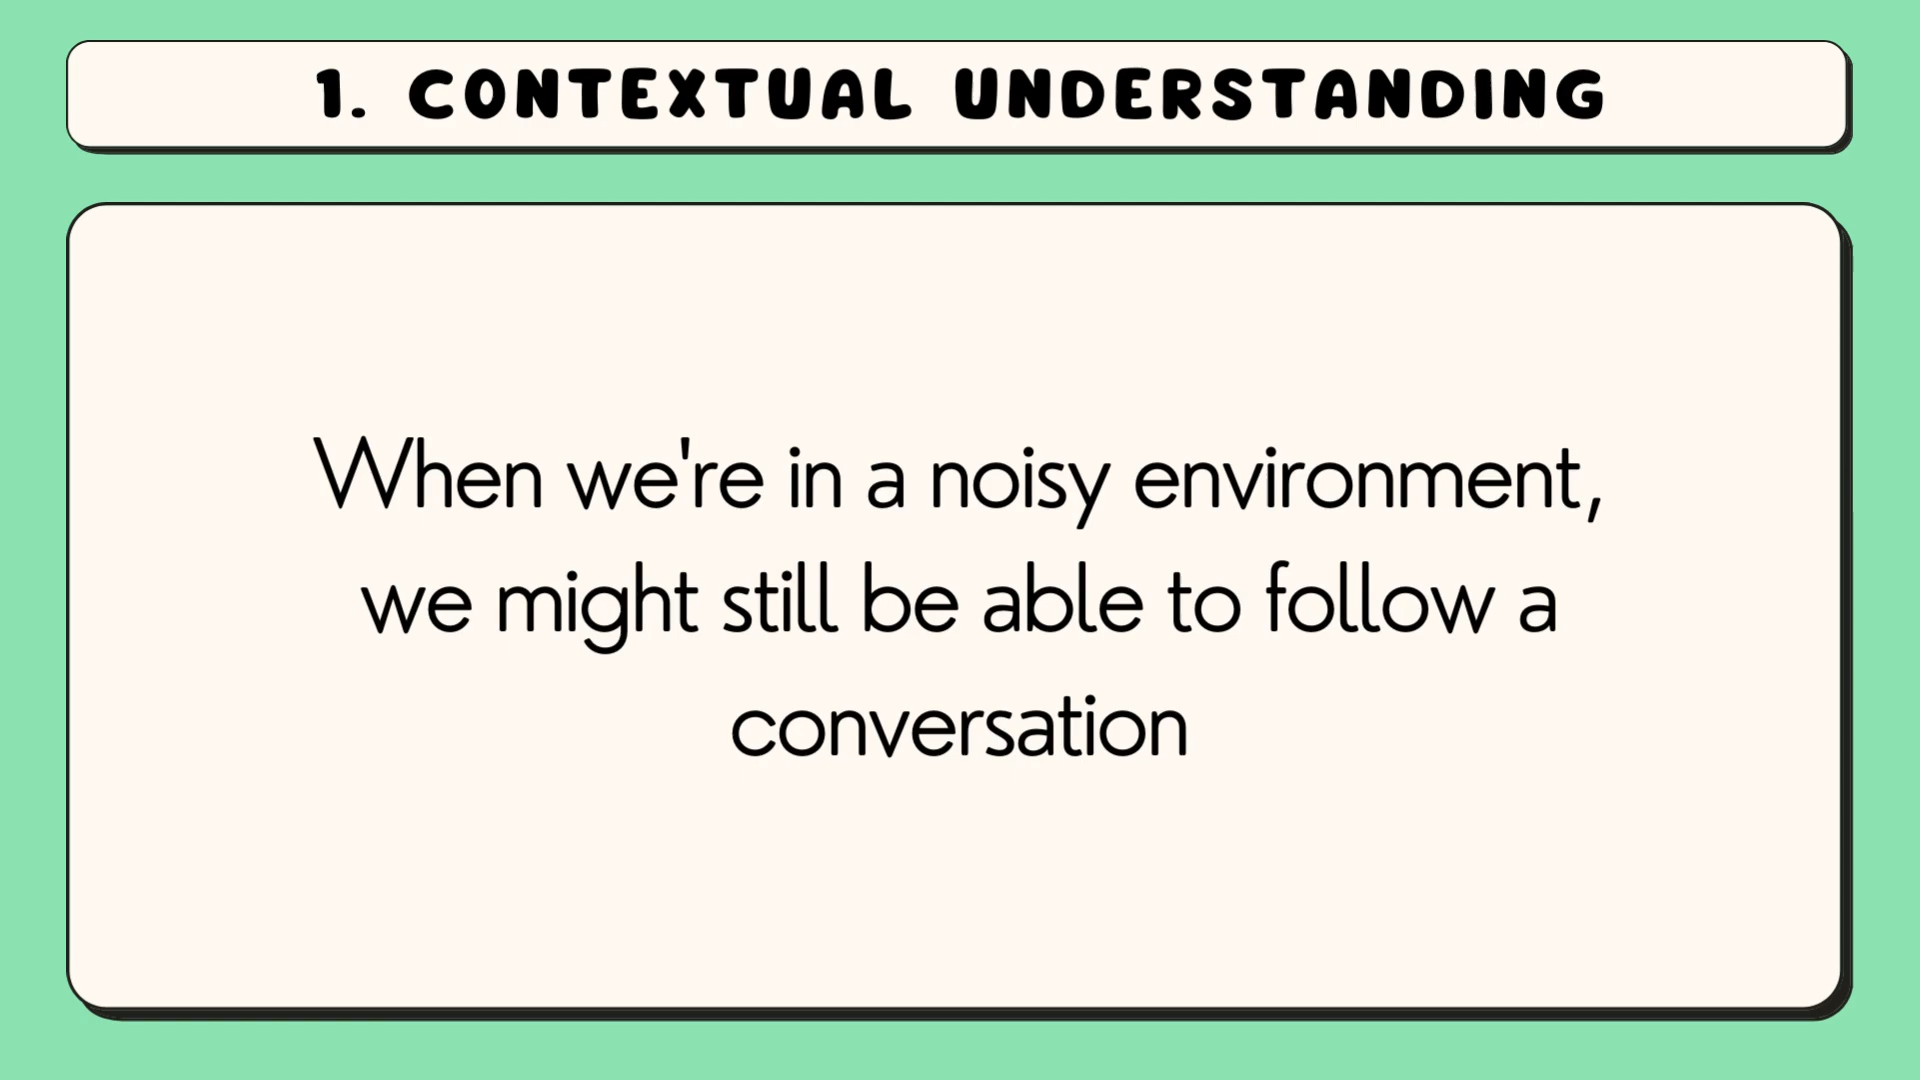 1. CONTEXTUAL UNDERSTANDING
When we're in a noisy environment,
we might still be able to follow a
conversation